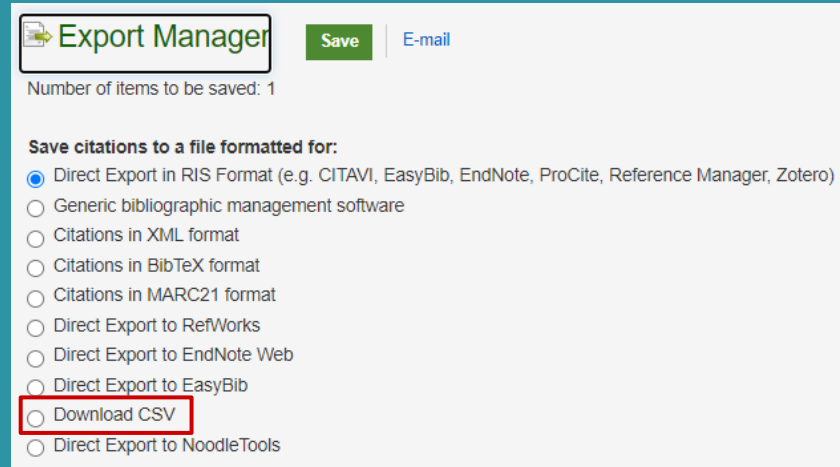 Export Manager
Save
E-mail
Number of items to be saved: 1
Save citations to a file formatted for:
Direct Export in RIS Format (e.g. CITAVI, EasyBib, EndNote, ProCite, Reference Manager, Zotero)
Generic bibliographic management software
Citations in XML format
Citations in BibTeX format
Citations in MARC21 format
Direct Export to RefWorks
Direct Export to EndNote Web
Direct Export to EasyBib
Download CSV
Direct Export to NoodleTools